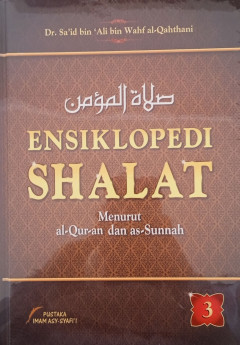 Dr. Sa'id bin 'Ali bin Wahf al-Qahthani
صلاة المؤمن
ENSIKLOPEDI
SHALAT
Menurut
al-Qur-an dan as-Sunnah
3
PUSTAKA
IMAM ASY-SYAFI'I